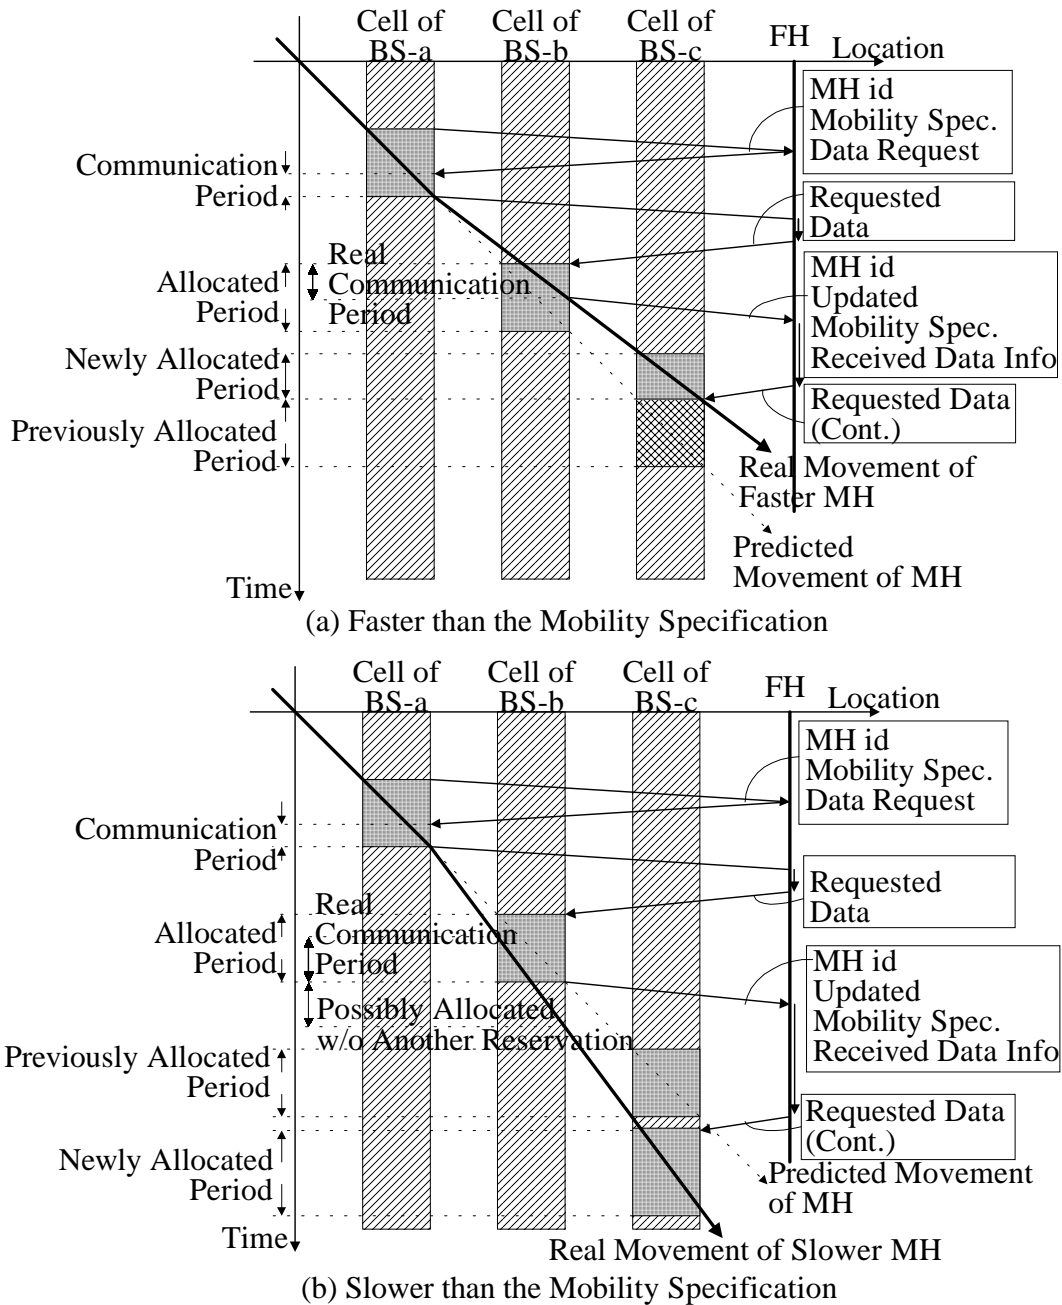 Cell of
BS-a
Cell of
BS-b
Cell of
BS-c
FH
Location
MH id
Mobility Spec.
Data Request
Communication
Period
Requested
Data
Real
Communication
Period
Allocated
Period
MH id
Updated
Mobility Spec.
Received Data Info
Newly Allocated
Period
Requested Data
(Cont.)
Previously Allocated
Period
Real Movement of
Faster MH
Predicted
Movement of MH
Time
(a) Faster than the Mobility Specification
Cell of
BS-a
Cell of
BS-b
Cell of
BS-c
FH
Location
MH id
Mobility Spec.
Data Request
Communication
Period
Requested
Data
Real
Communication
Period
Allocated
Period
MH id
Updated
Mobility Spec.
Received Data Info
Possibly Allocated
w/o Another Reservation
Previously Allocated
Period
Requested Data
(Cont.)
Newly Allocated
Period
Predicted Movement
of MH
Time
Real Movement of Slower MH
(b) Slower than the Mobility Specification